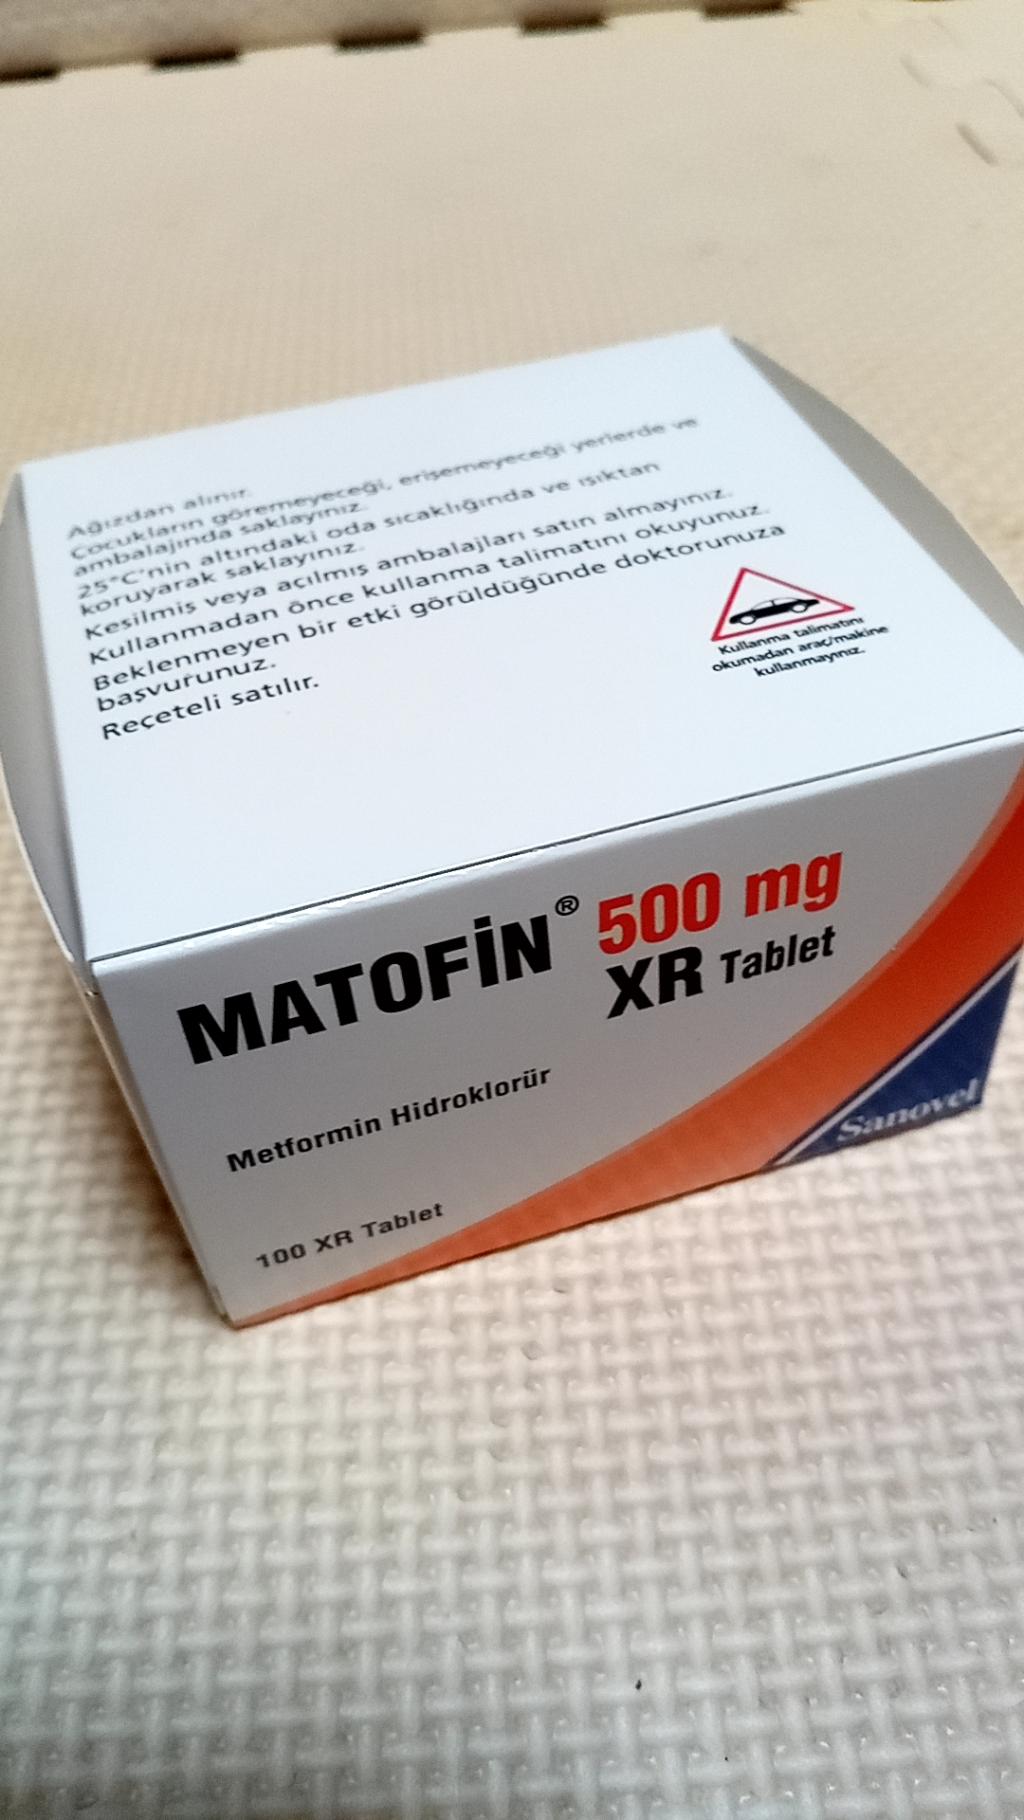 Ağızdan alınır.
Çocukların göremeyeceği, erişemeyeceği yerlerde ve
ambalajında saklayınız.
25°C'nin altındaki oda sıcaklığında ve ışıktan
koruyarak saklayınız.
Kesilmiş veya açılmış ambalajları satın almayınız.
Kullanmadan önce kullanma talimatını okuyunuz.
Beklenmeyen bir etki görüldüğünde doktorunuza
başvurunuz.
Reçeteli satılır.
Kullanma talimatını
okumadan araç/makine
kullanmayınız.
MATOFİN® 500 mg
XR Tablet
Metformin Hidroklorür
100 XR Tablet
Sanovel